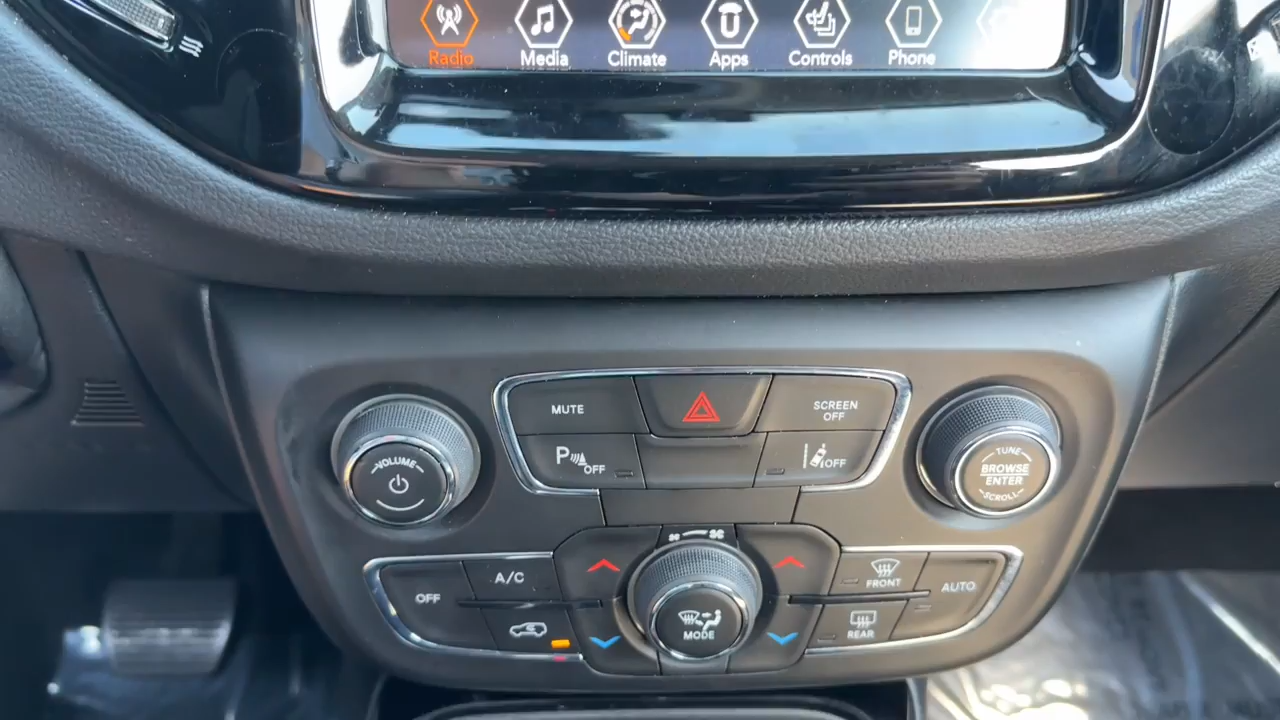 Radio
Media
Climate
Apps
Controls
Phone
MUTE
SCREEN
OFF
P OFF
OFF
VOLUME
TUNE
BROWSE
ENTER
SCROLL
OFF
A/C
MODE
FRONT
REAR
AUTO